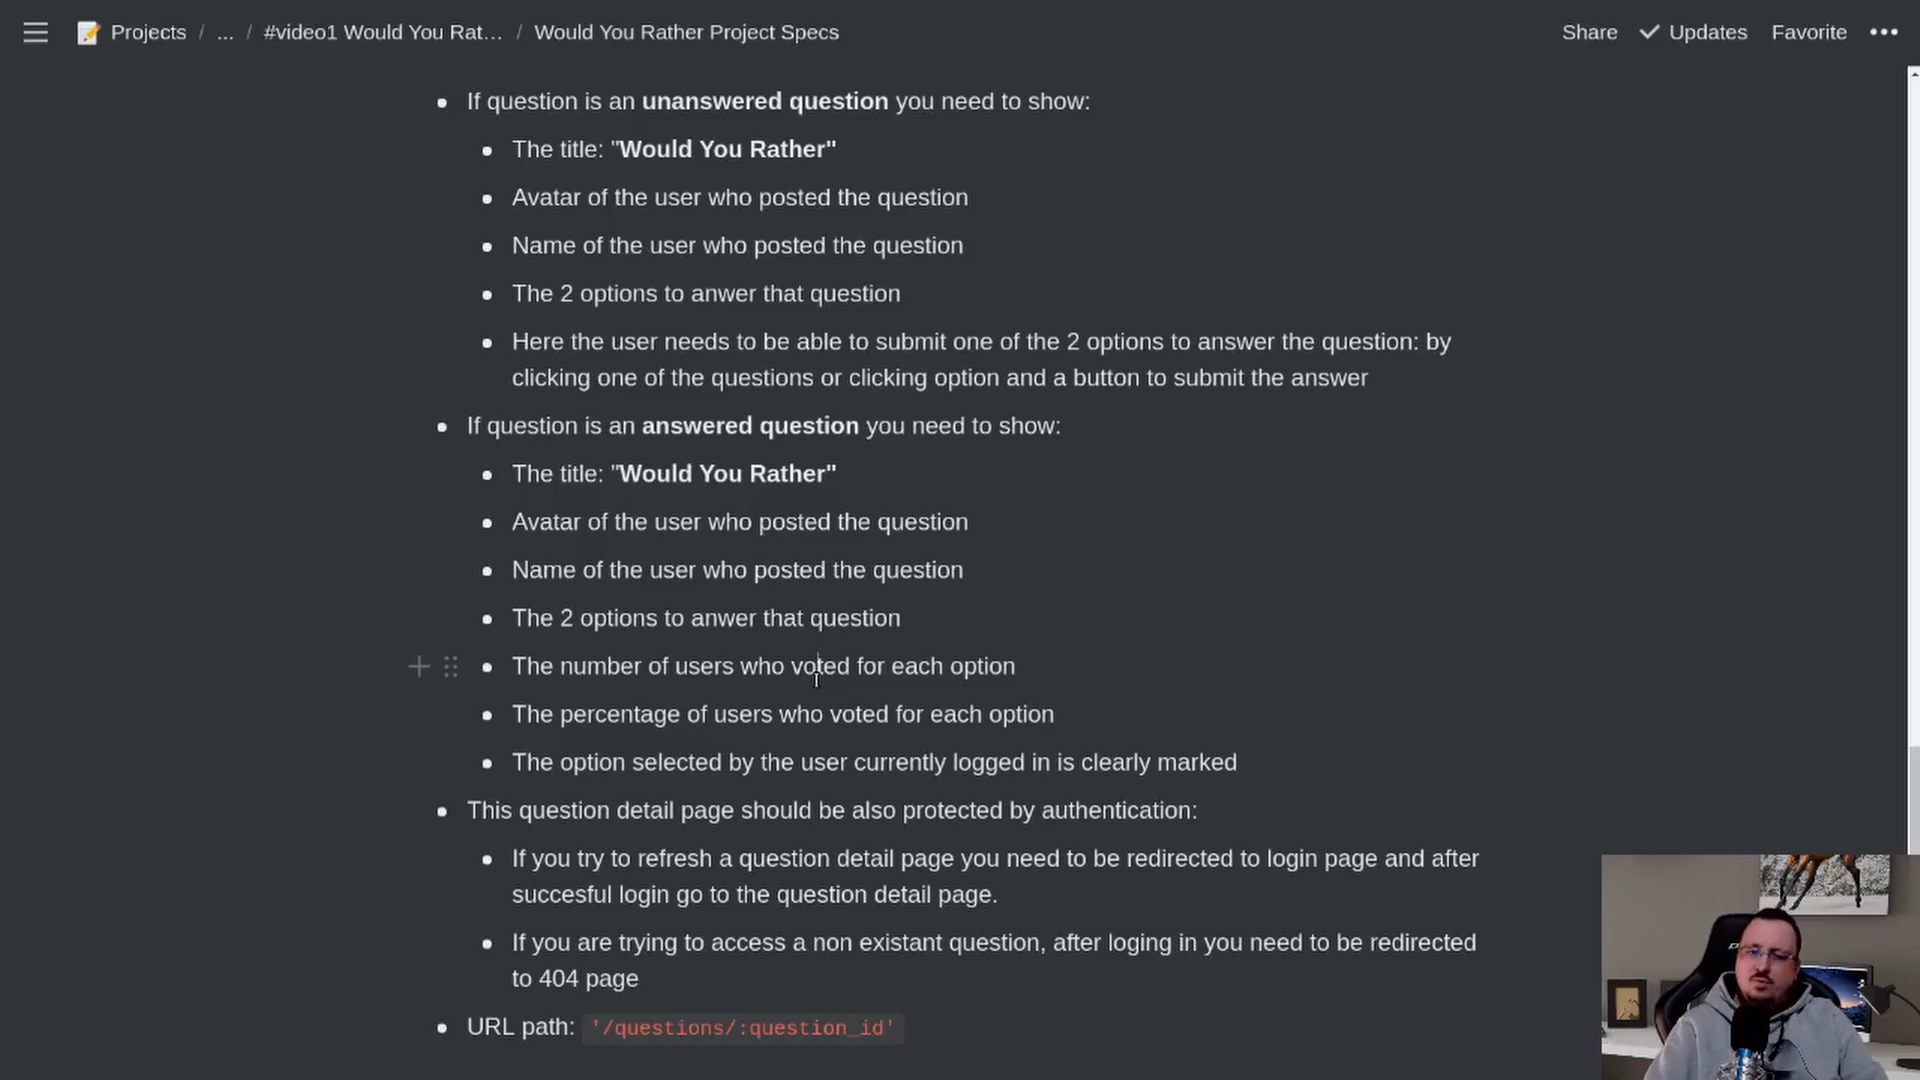 Projects / ... / #video1 Would You Rat... / Would You Rather Project Specs
Share Updates Favorite
If question is an unanswered question you need to show:
The title: "Would You Rather"
Avatar of the user who posted the question
Name of the user who posted the question
The 2 options to anwer that question
Here the user needs to be able to submit one of the 2 options to answer the question: by
clicking one of the questions or clicking option and a button to submit the answer
If question is an answered question you need to show:
The title: "Would You Rather"
Avatar of the user who posted the question
Name of the user who posted the question
The 2 options to anwer that question
The number of users who voted for each option
The percentage of users who voted for each option
The option selected by the user currently logged in is clearly marked
This question detail page should be also protected by authentication:
If you try to refresh a question detail page you need to be redirected to login page and after
succesful login go to the question detail page.
If you are trying to access a non existant question, after loging in you need to be redirected
to 404 page
URL path: '/questions/:question_id'